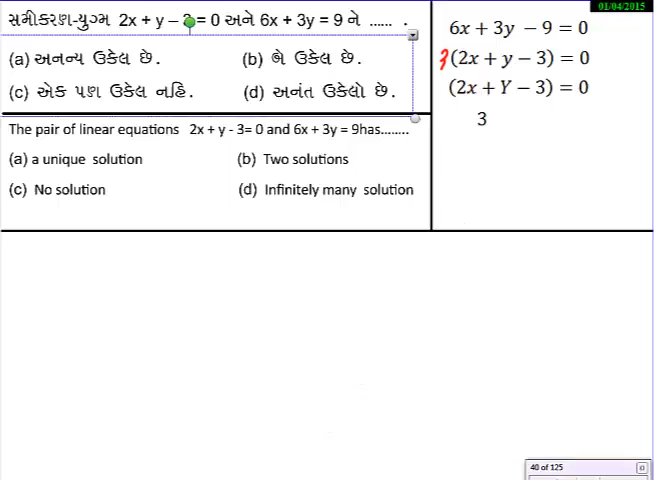 01/04/2015
સમીકરણ-યુગ્મ 2x + y – = 0 અને 6x + 3y = 9 ને ...... .
(a) અનન્ય ઉકેલ છે. (b) બે ઉકેલ છે.
(c) એક પણ ઉકેલ નહિ. (d) અનંત ઉકેલો છે.
The pair of linear equations 2x + y - 3= 0 and 6x + 3y = 9has........
(a) a unique solution (b) Two solutions
(c) No solution (d) Infinitely many solution
6x + 3y − 9 = 0
3(2x + y − 3) = 0
(2x + Y − 3) = 0
3
40 of 125